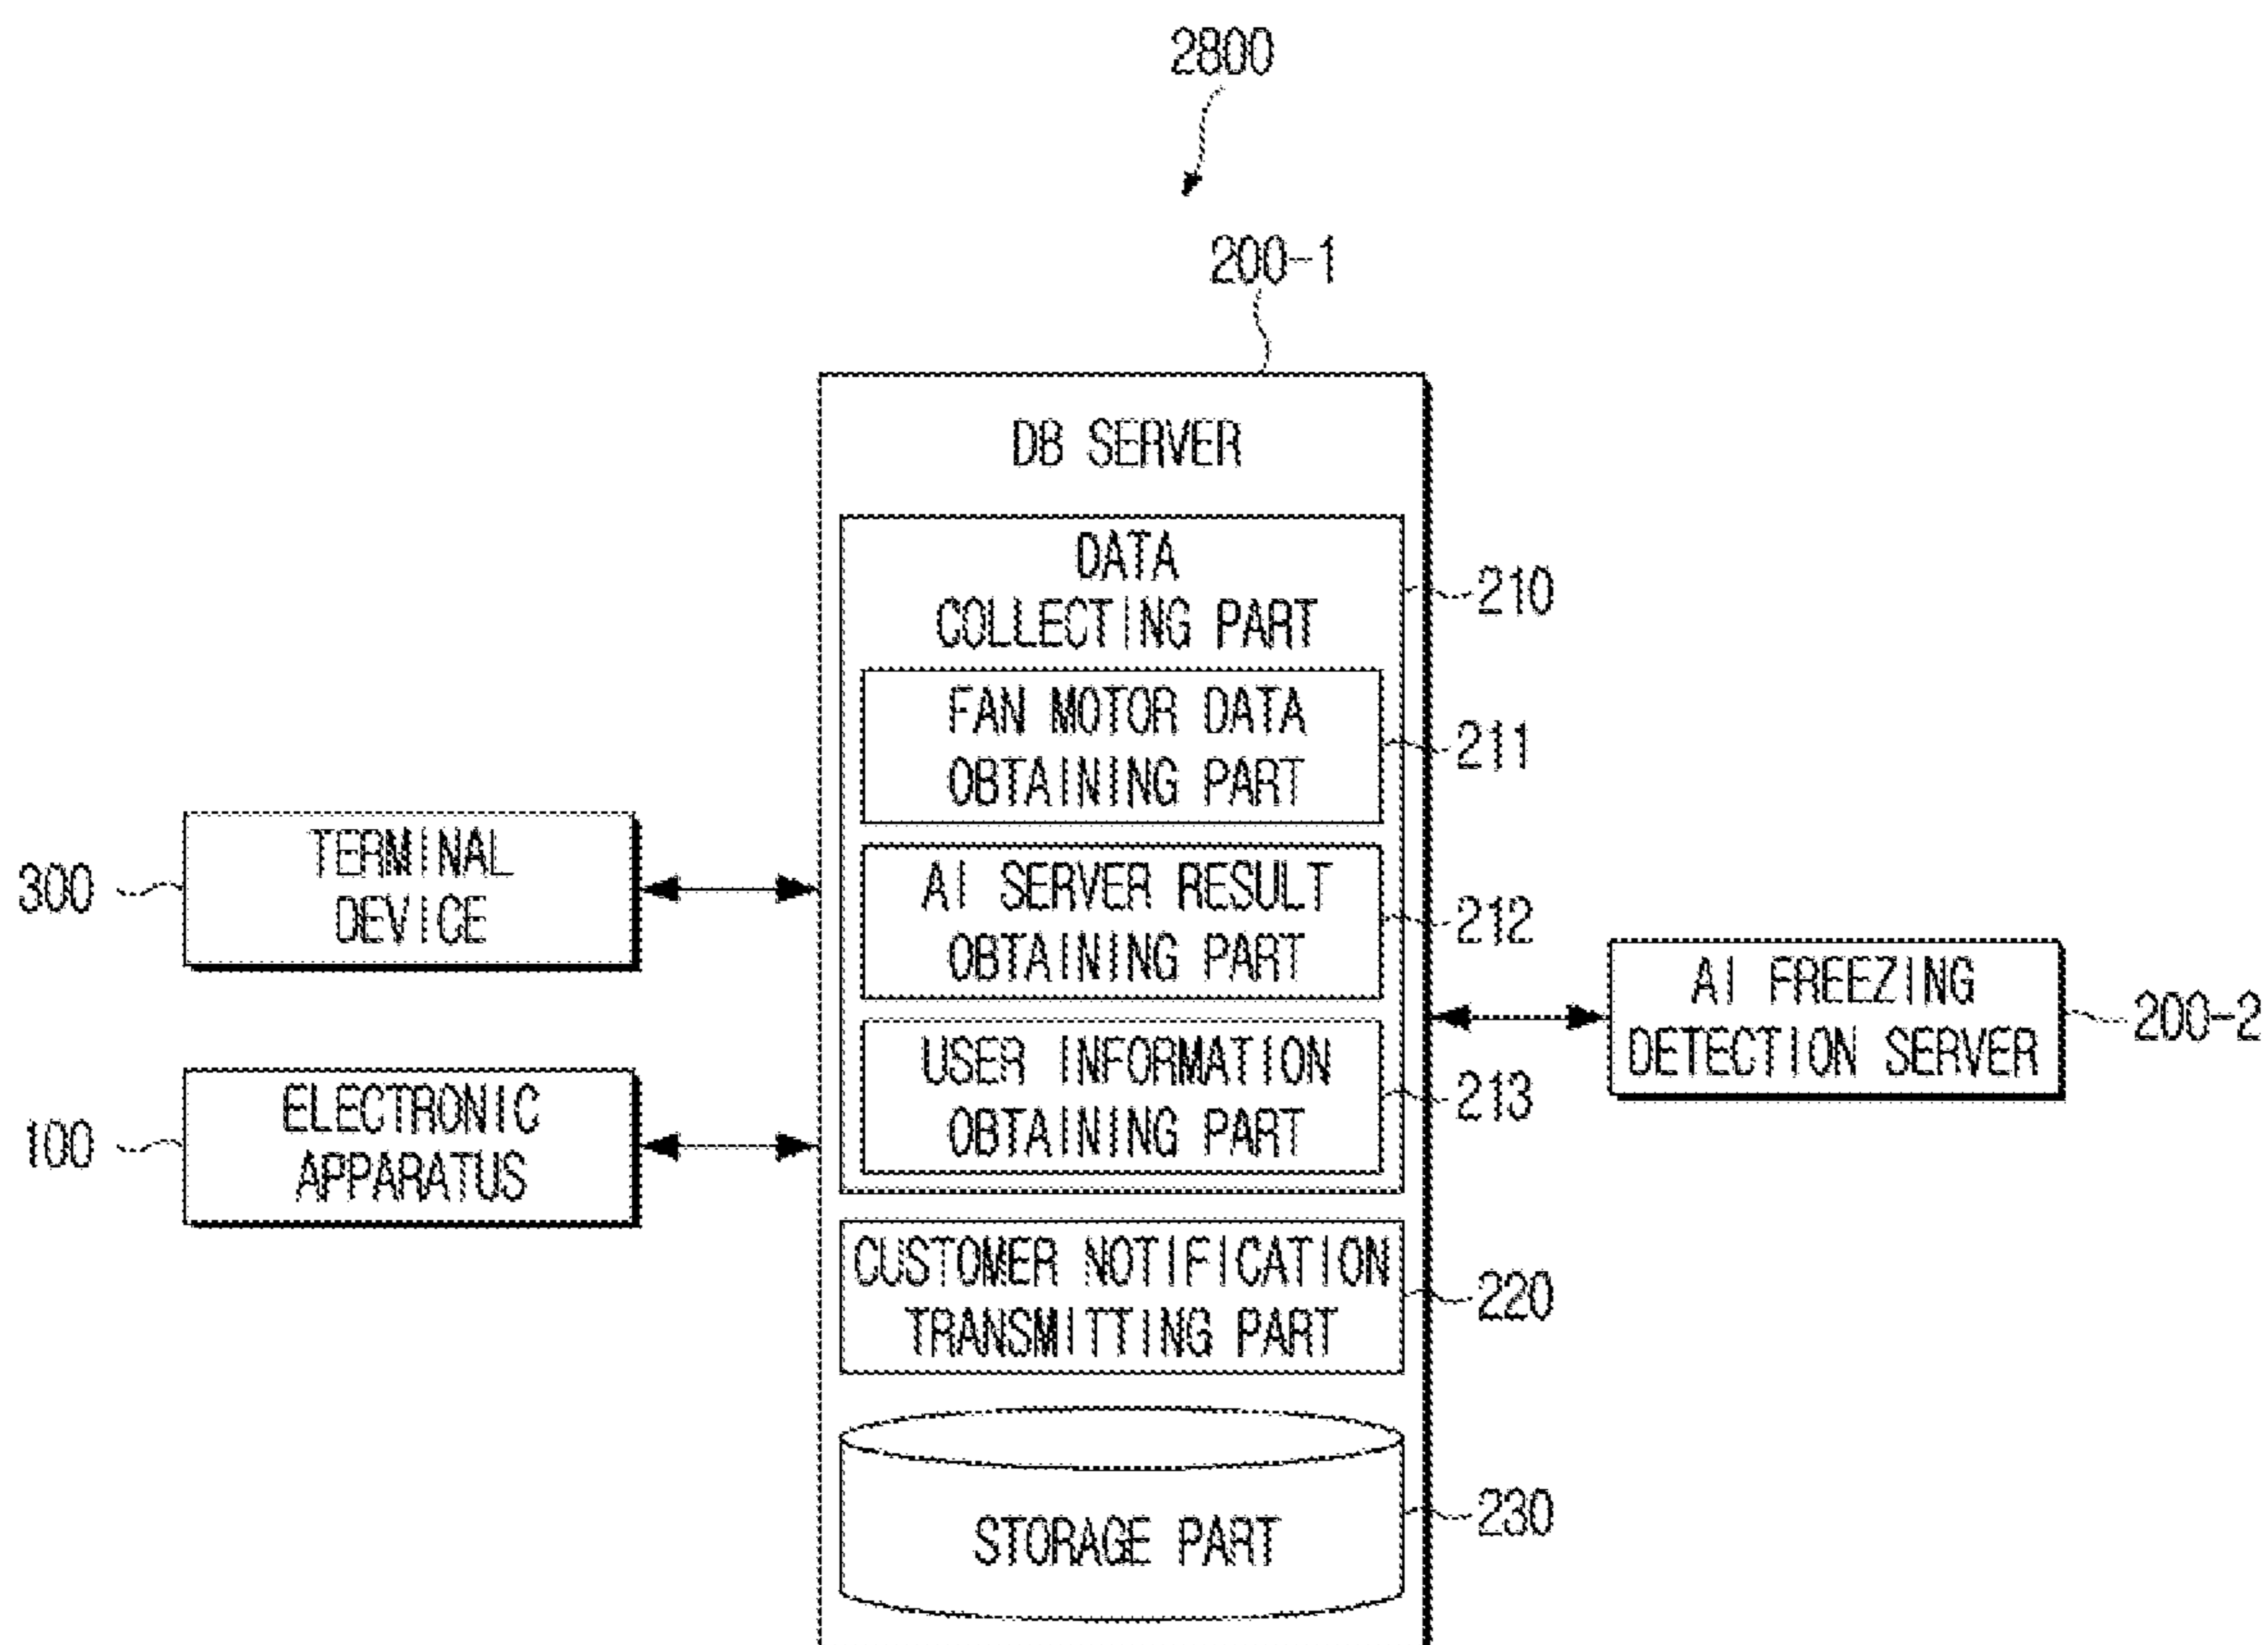 2800
200-1
DB SERVER
DATA
COLLECTING PART
210
FAN MOTOR DATA
OBTAINING PART
211
AI SERVER RESULT
OBTAINING PART
212
USER INFORMATION
OBTAINING PART
213
CUSTOMER NOTIFICATION
TRANSMITTING PART
220
STORAGE PART
230
300
TERMINAL
DEVICE
100
ELECTRONIC
APPARATUS
AI FREEZING
DETECTION SERVER
200-2